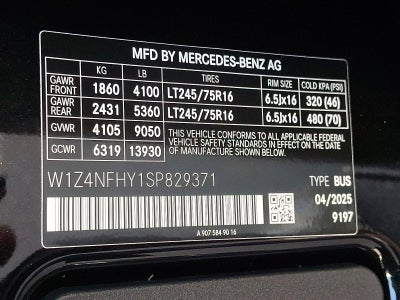 MFD BY MERCEDES-BENZ AG
KG LB TIRES RIM SIZE COLD KPA (PSI)
GAWR FRONT 1860 4100 LT245/75R16 6.5Jx16 320 (46)
GAWR REAR 2431 5360 LT245/75R16 6.5Jx16 480 (70)
GVWR 4105 9050 THIS VEHICLE CONFORMS TO ALL APPLICABLE FEDERAL MOTOR VEHICLE SAFETY STANDARDS IN EFFECT ON THE DATE OF MANUFACTURE SHOWN ABOVE.
GCWR 6319 13930
W1Z4NFHY1SP829371 TYPE BUS
04/2025
9197
A 907 584 90 16